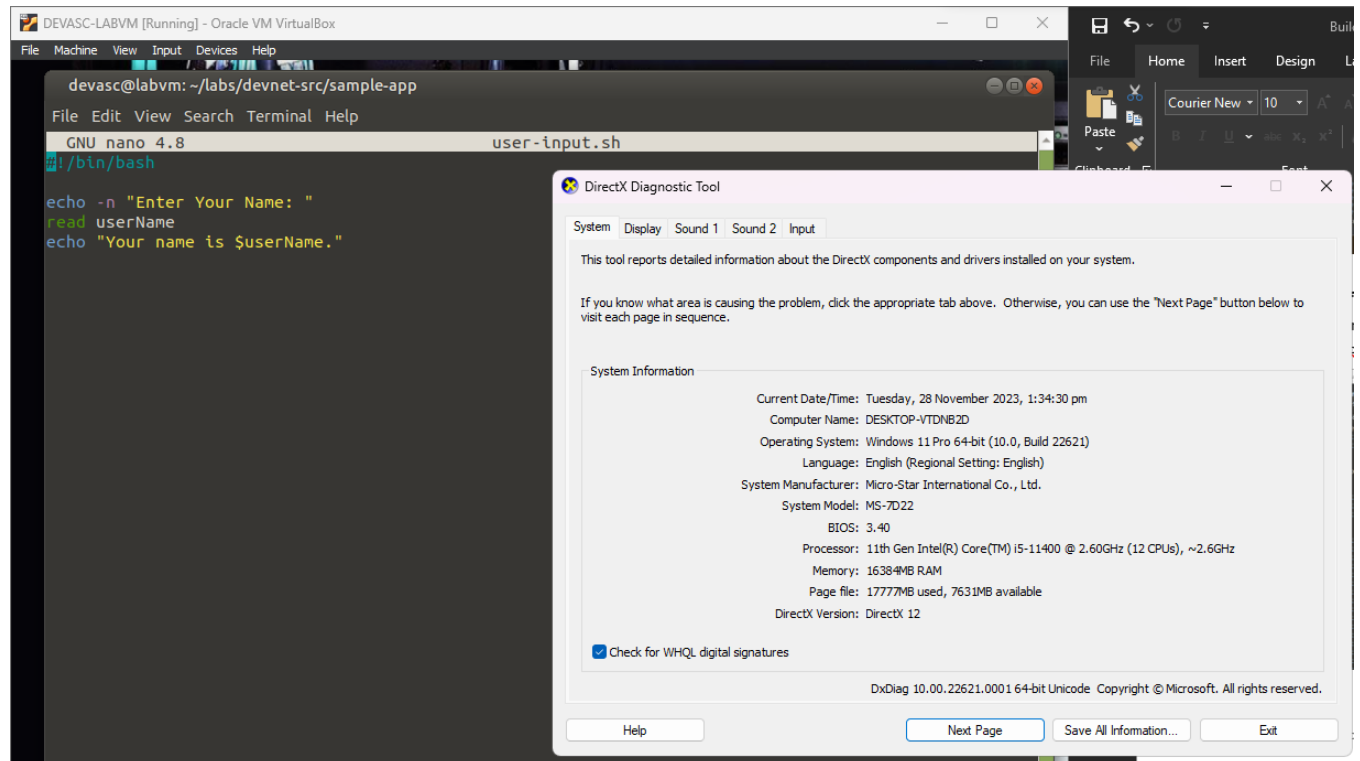 DEVASC-LABVM [Running] - Oracle VM VirtualBox
File Machine View Input Devices Help
devasc@labvm: ~/labs/devnet-src/sample-app
File Edit View Search Terminal Help
GNU nano 4.8 user-input.sh
#!/bin/bash
echo -n "Enter Your Name: "
read userName
echo "Your name is $userName."
File Home Insert Design
Courier New 10
Paste
B I U abc X₂ X²
DirectX Diagnostic Tool
System Display Sound 1 Sound 2 Input
This tool reports detailed information about the DirectX components and drivers installed on your system.
If you know what area is causing the problem, click the appropriate tab above. Otherwise, you can use the "Next Page" button below to
visit each page in sequence.
System Information
Current Date/Time: Tuesday, 28 November 2023, 1:34:30 pm
Computer Name: DESKTOP-VTDNB2D
Operating System: Windows 11 Pro 64-bit (10.0, Build 22621)
Language: English (Regional Setting: English)
System Manufacturer: Micro-Star International Co., Ltd.
System Model: MS-7D22
BIOS: 3.40
Processor: 11th Gen Intel(R) Core(TM) i5-11400 @ 2.60GHz (12 CPUs), ~2.6GHz
Memory: 16384MB RAM
Page file: 17777MB used, 7631MB available
DirectX Version: DirectX 12
Check for WHQL digital signatures
DxDiag 10.00.22621.0001 64-bit Unicode Copyright © Microsoft. All rights reserved.
Help Next Page Save All Information... Exit